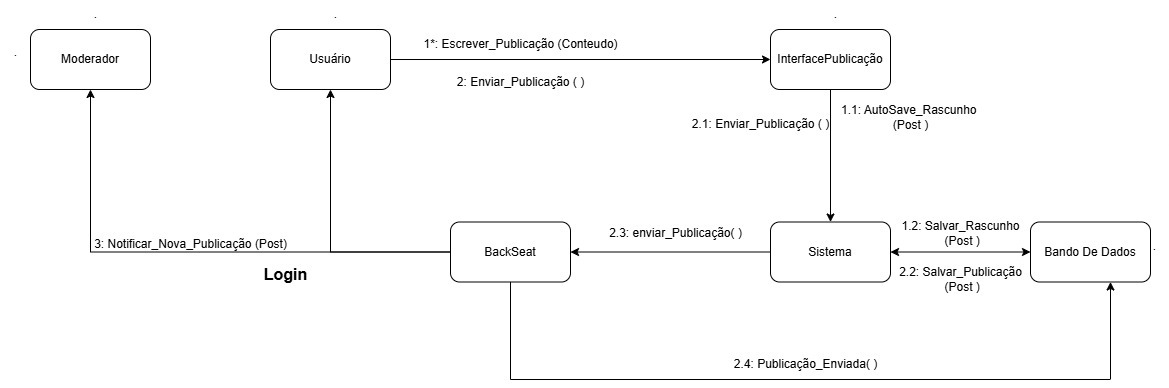 Moderador
Usuário
1*: Escrever_Publicação (Conteudo)
2: Enviar_Publicação ( )
InterfacePublicação
2.1: Enviar_Publicação ( )
1.1: AutoSave_Rascunho
(Post )
3: Notificar_Nova_Publicação (Post)
Login
BackSeat
2.3: enviar_Publicação( )
Sistema
1.2: Salvar_Rascunho
(Post )
2.2: Salvar_Publicação
(Post )
Bando De Dados
2.4: Publicação_Enviada( )